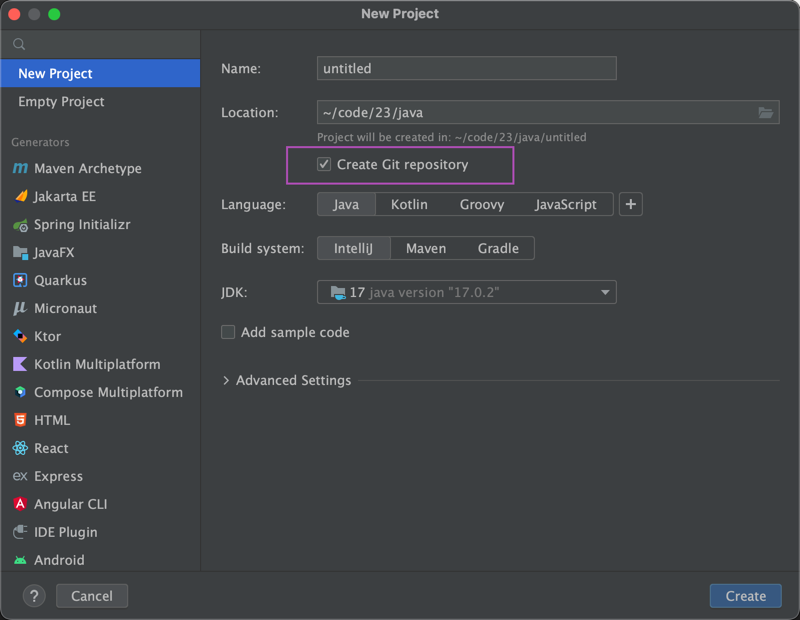 New Project
New Project
Empty Project
Generators
Maven Archetype
Jakarta EE
Spring Initializr
JavaFX
Quarkus
Micronaut
Ktor
Kotlin Multiplatform
Compose Multiplatform
HTML
React
ex Express
Angular CLI
IDE Plugin
Android
Name: untitled
Location: ~/code/23/java
Project will be created in: ~/code/23/java/untitled
Create Git repository
Language: Java Kotlin Groovy JavaScript +
Build system: IntelliJ Maven Gradle
JDK: 17 java version "17.0.2"
Add sample code
Advanced Settings
? Cancel Create